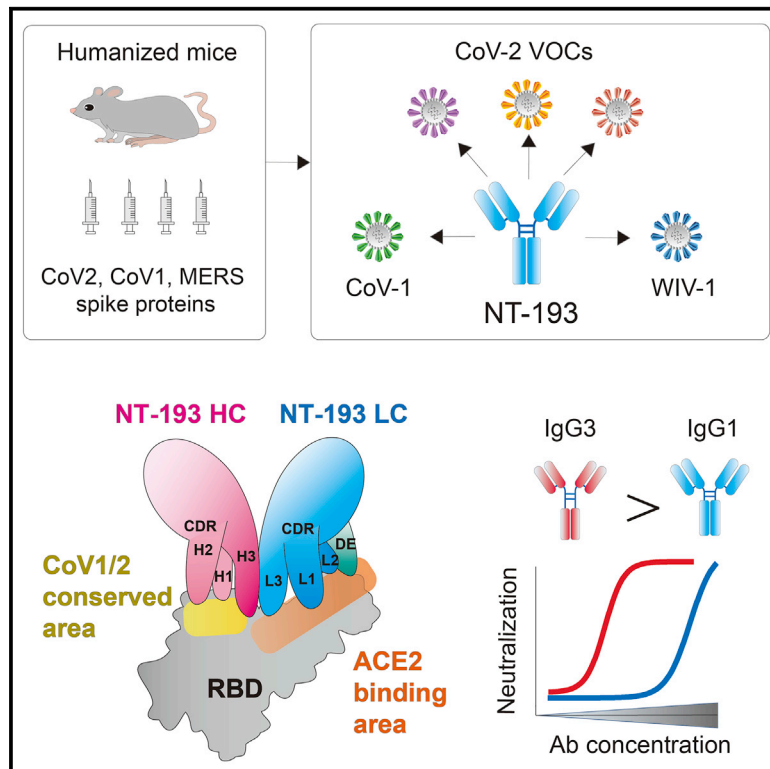 Humanized mice
CoV2, CoV1, MERS
spike proteins
CoV-2 VOCs
CoV-1
WIV-1
NT-193
NT-193 HC
NT-193 LC
CDR
H2
H1
H3
CDR
L3
L1
L2
DE
CoV1/2
conserved
area
RBD
ACE2
binding
area
IgG3
>
IgG1
Neutralization
Ab concentration